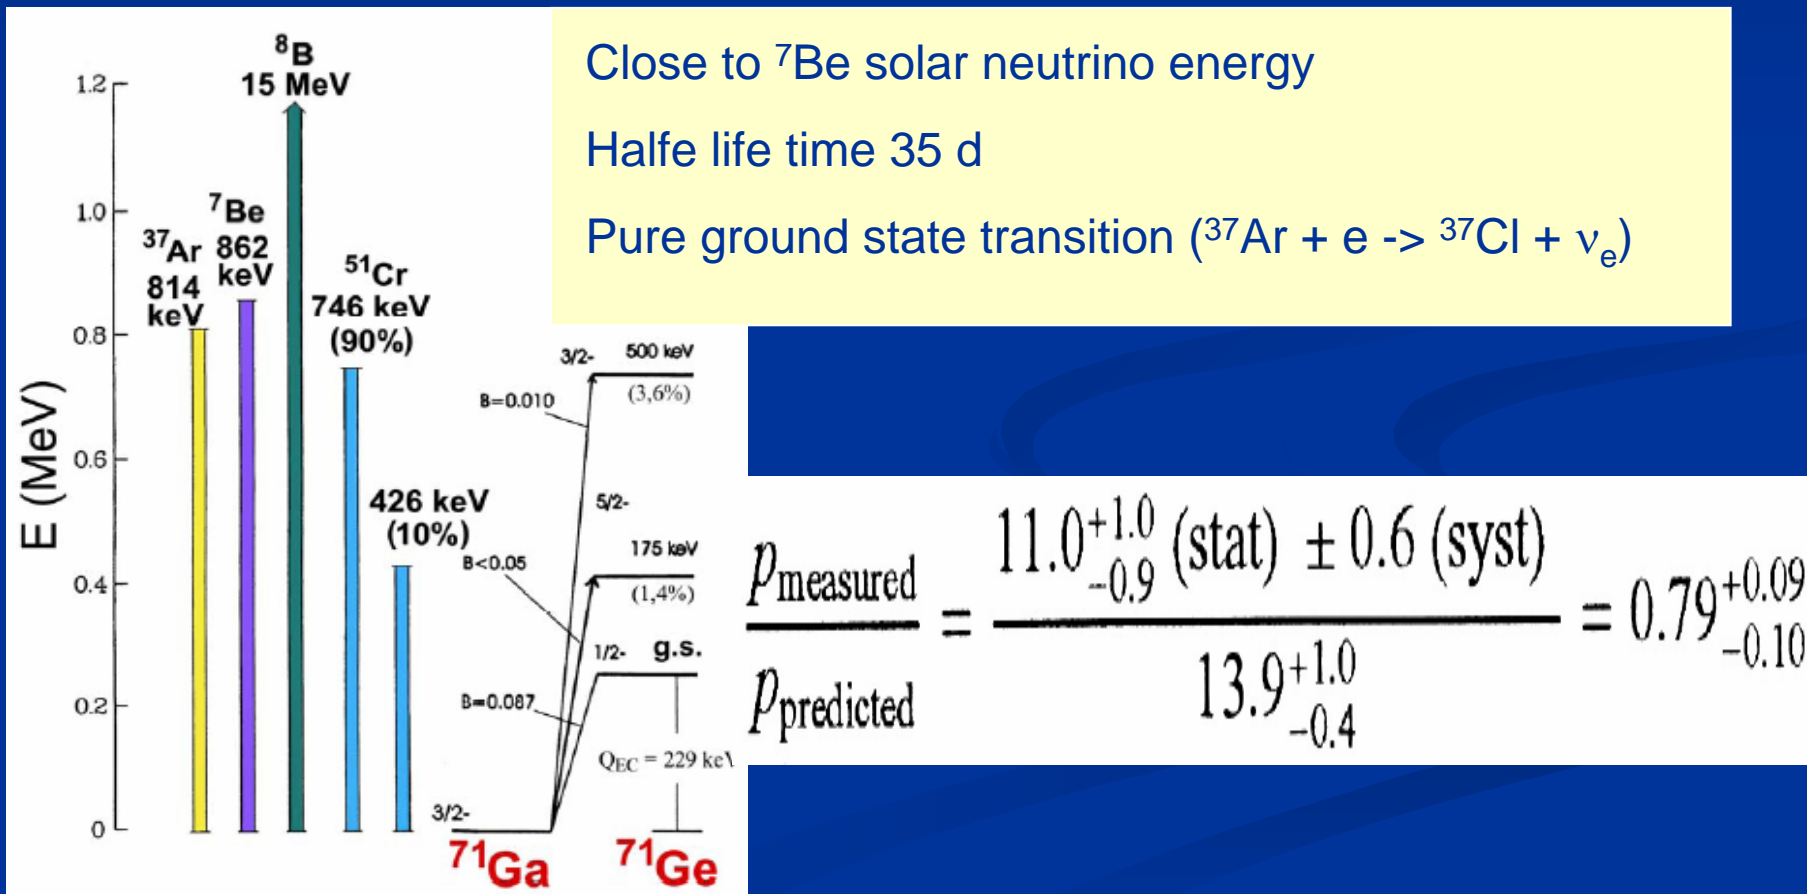 Close to ⁷Be solar neutrino energy
Halfe life time 35 d
Pure ground state transition (³⁷Ar + e -> ³⁷Cl + νₑ)
E (MeV)
1.2
1.0
0.8
0.6
0.4
0.2
0
³⁷Ar
814
keV
⁷Be
862
keV
⁸B
15 MeV
⁵¹Cr
746 keV
(90%)
426 keV
(10%)
3/2- 500 keV
(3,6%)
B=0.010
5/2-
175 keV
(1,4%)
B<0.05
1/2- g.s.
B=0.087
Q_EC = 229 keV
3/2-
⁷¹Ga ⁷¹Ge
p_measured / p_predicted = 11.0 +1.0 −0.9 (stat) ± 0.6 (syst) / 13.9 +1.0 −0.4 = 0.79 +0.09 −0.10